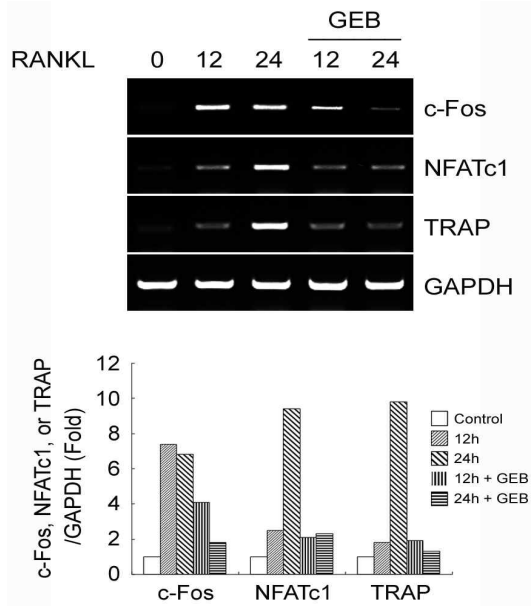 GEB
RANKL 0 12 24 12 24
c-Fos
NFATc1
TRAP
GAPDH
c-Fos, NFATc1, or TRAP
/GAPDH (Fold)
12
10
8
6
4
2
0
c-Fos NFATc1 TRAP
Control
12h
24h
12h + GEB
24h + GEB